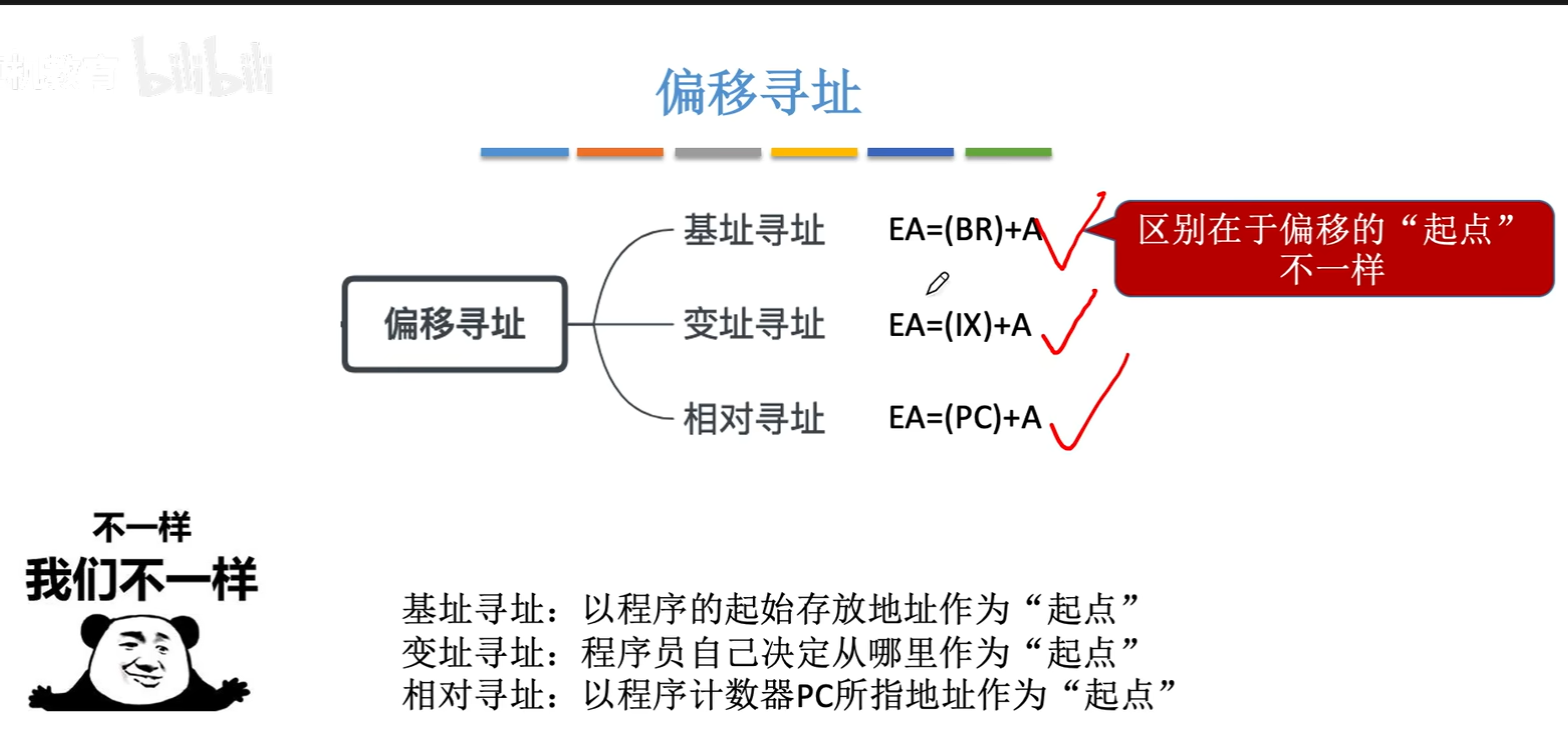 教育 bilibili
偏移寻址
基址寻址 EA=(BR)+A
区别在于偏移的“起点”
不一样
偏移寻址
变址寻址 EA=(IX)+A
相对寻址 EA=(PC)+A
不一样
我们不一样
基址寻址：以程序的起始存放地址作为“起点”
变址寻址：程序员自己决定从哪里作为“起点”
相对寻址：以程序计数器PC所指地址作为“起点”